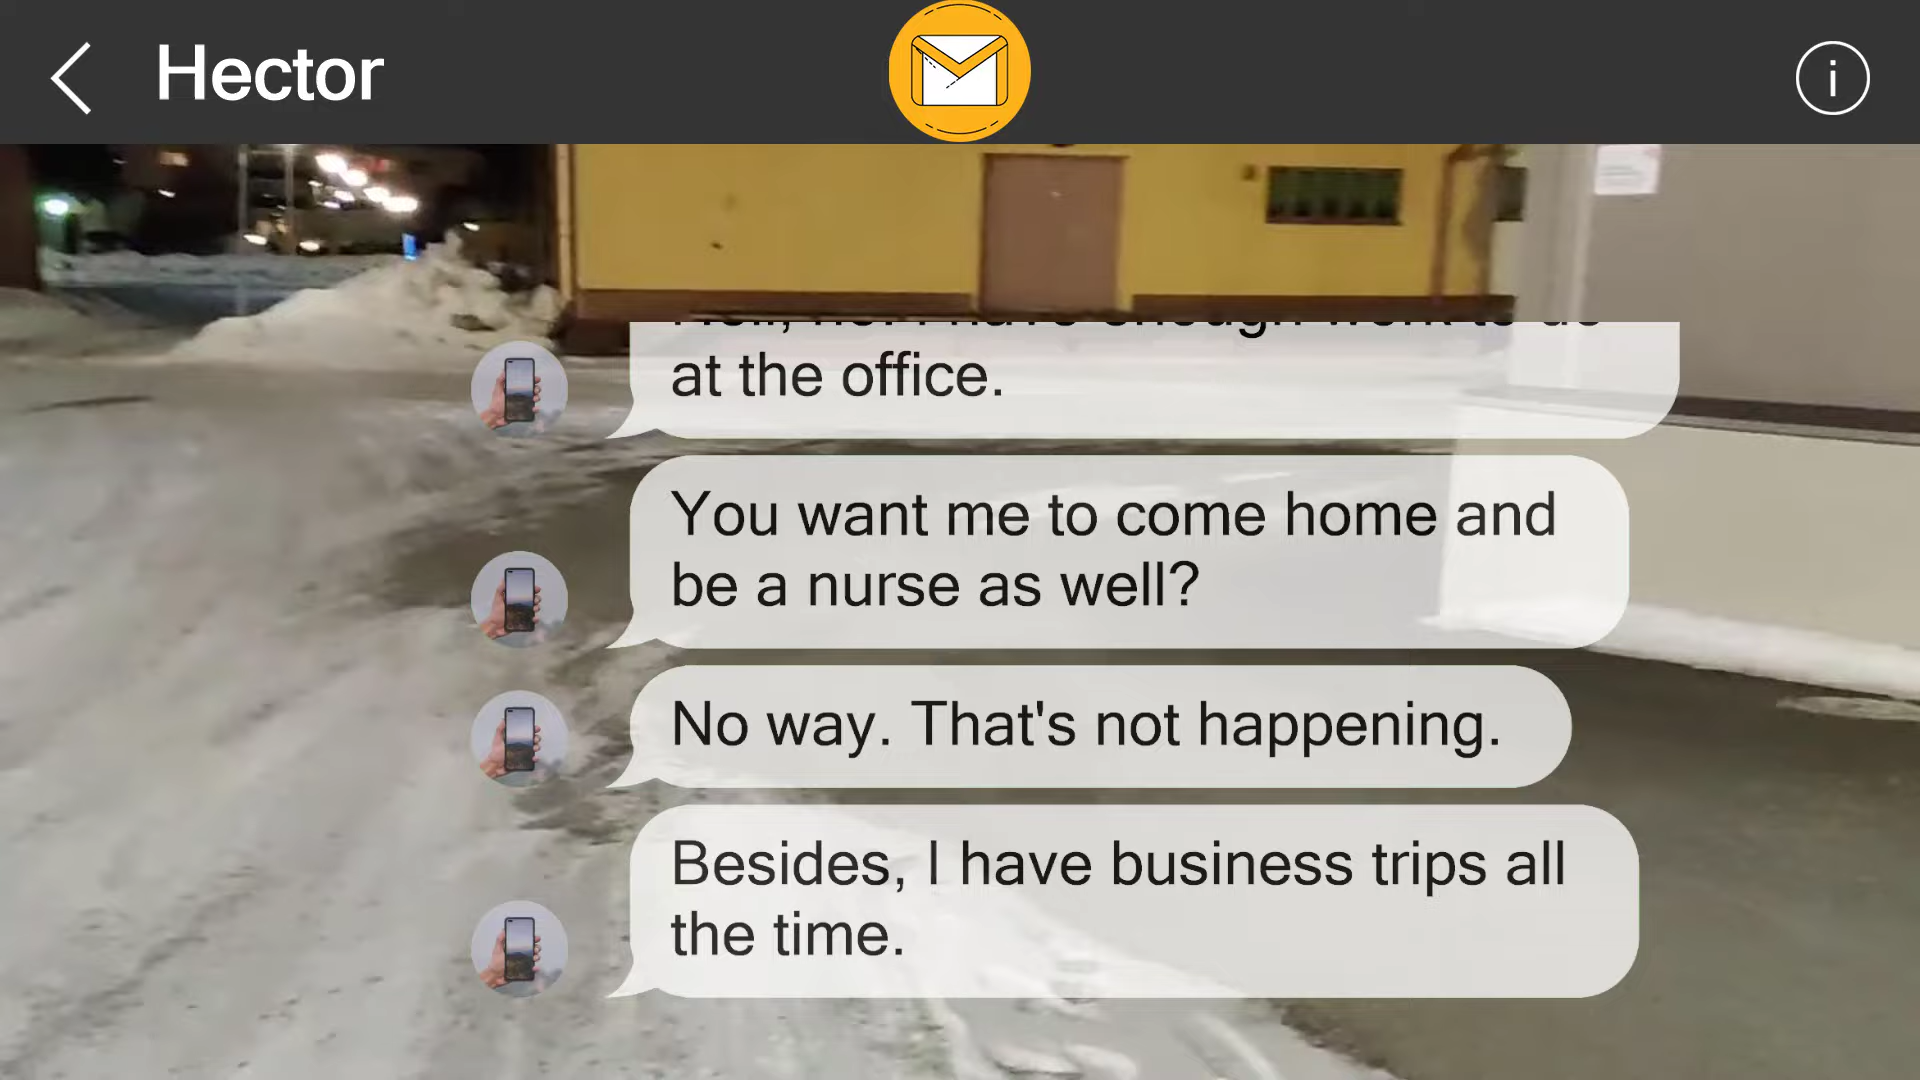 Hector
i
at the office.
You want me to come home and
be a nurse as well?
No way. That's not happening.
Besides, I have business trips all
the time.